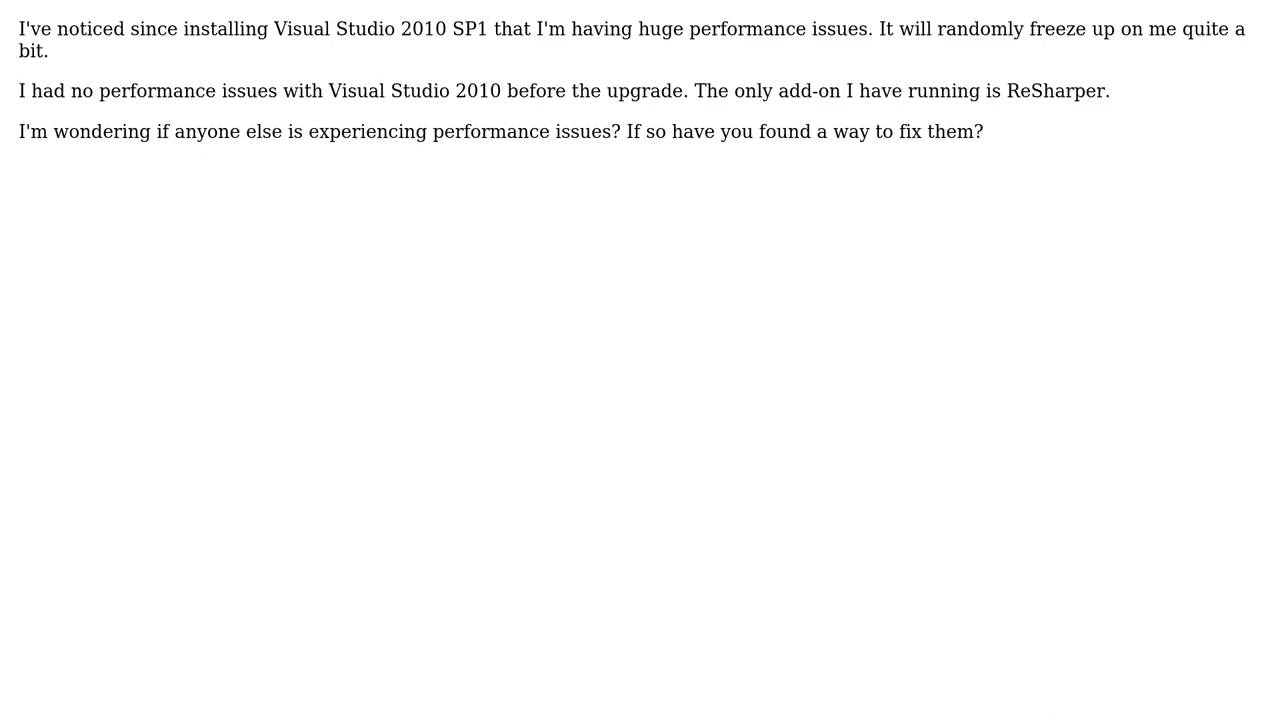 I've noticed since installing Visual Studio 2010 SP1 that I'm having huge performance issues. It will randomly freeze up on me quite a
bit.
I had no performance issues with Visual Studio 2010 before the upgrade. The only add-on I have running is ReSharper.
I'm wondering if anyone else is experiencing performance issues? If so have you found a way to fix them?